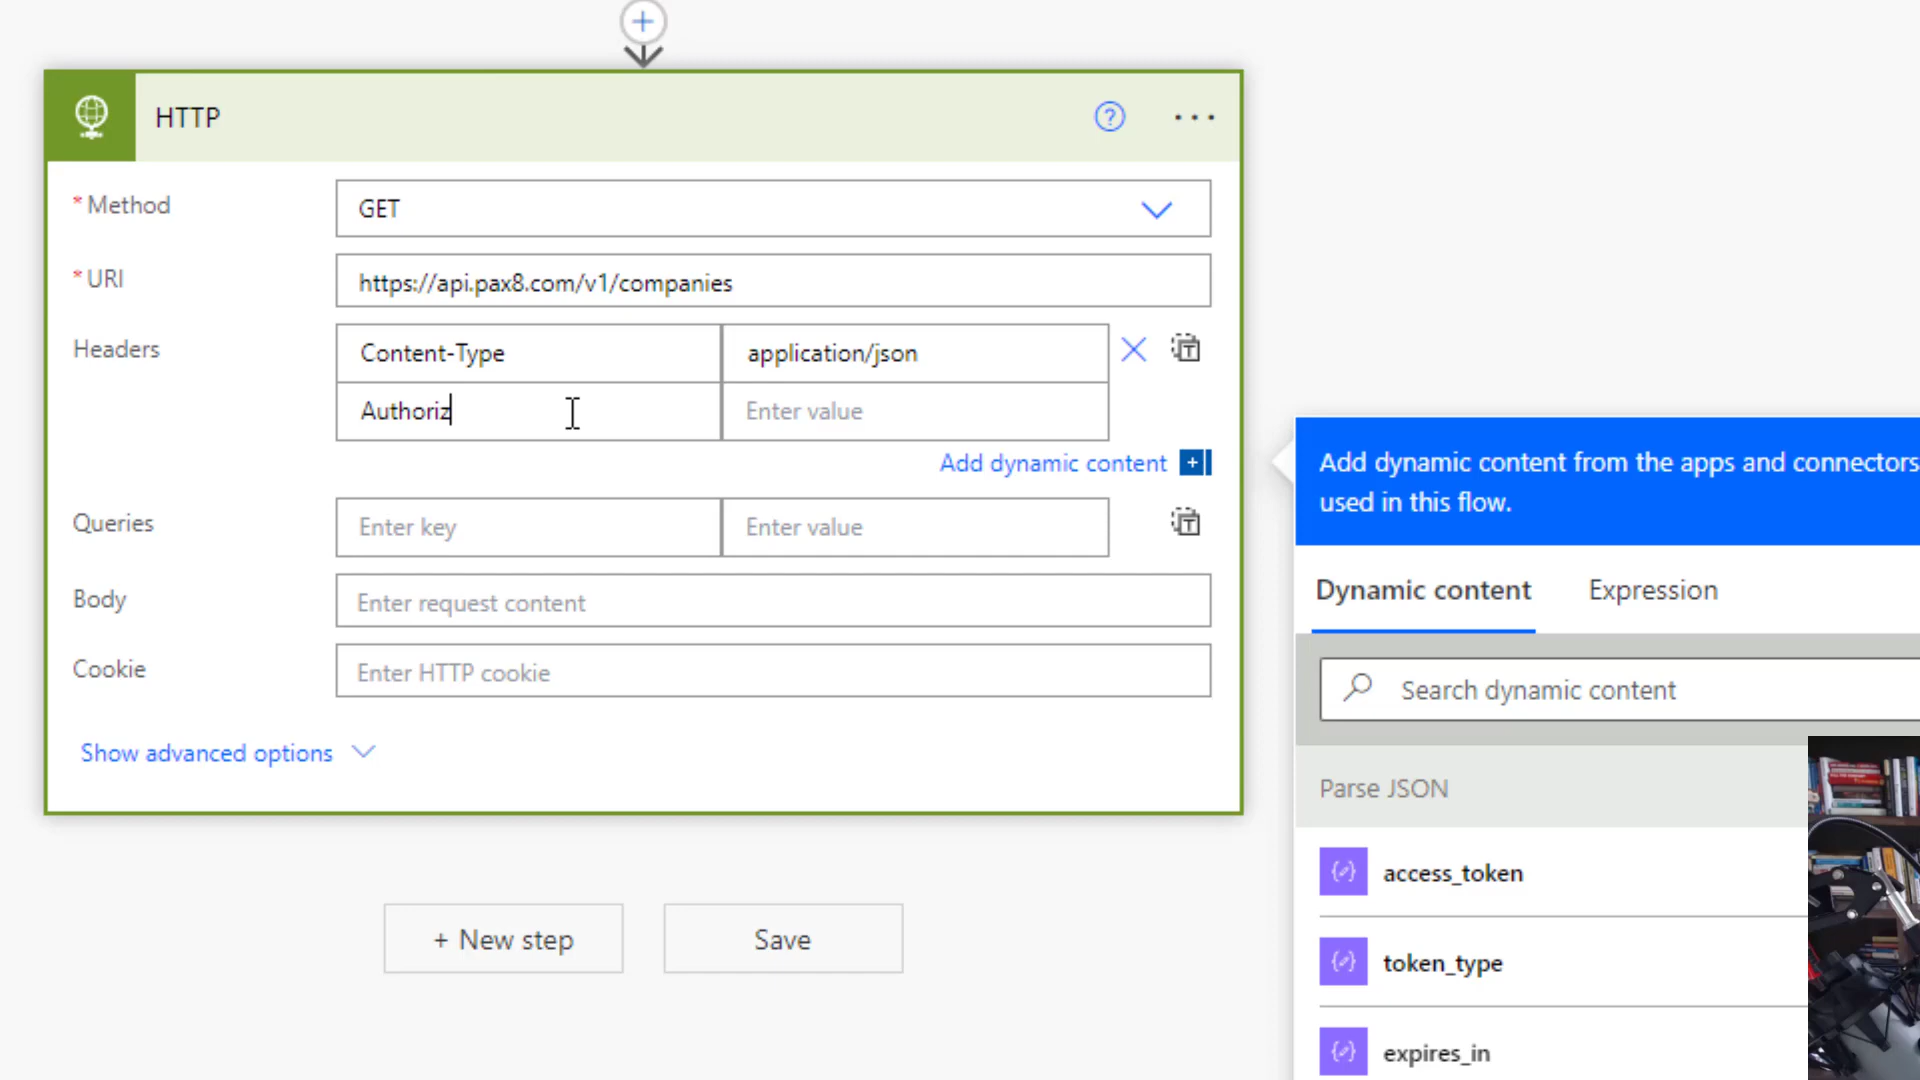 HTTP
* Method
GET
* URI
https://api.pax8.com/v1/companies
Headers
Content-Type
application/json
Authoriz
Enter value
Add dynamic content
Queries
Enter key
Enter value
Body
Enter request content
Cookie
Enter HTTP cookie
Show advanced options
+ New step
Save
Add dynamic content from the apps and connectors
used in this flow.
Dynamic content
Expression
Search dynamic content
Parse JSON
access_token
token_type
expires_in